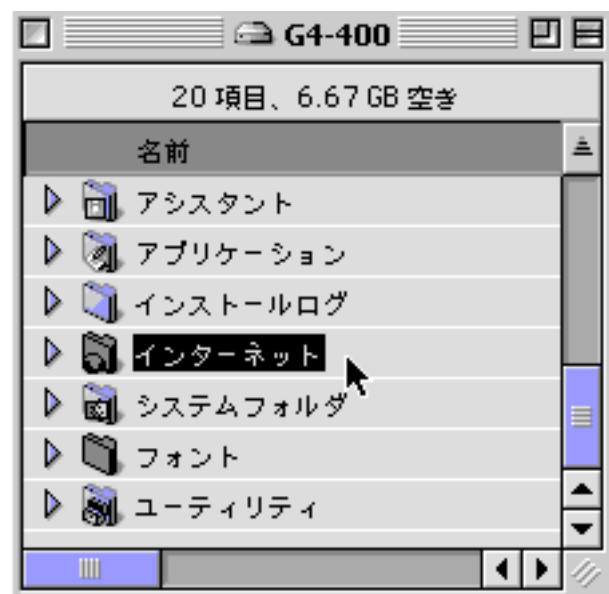 G4-400
20 項目、6.67 GB 空き
名前
アシスタント
アプリケーション
インストールログ
インターネット
システムフォルダ
フォント
ユーティリティ